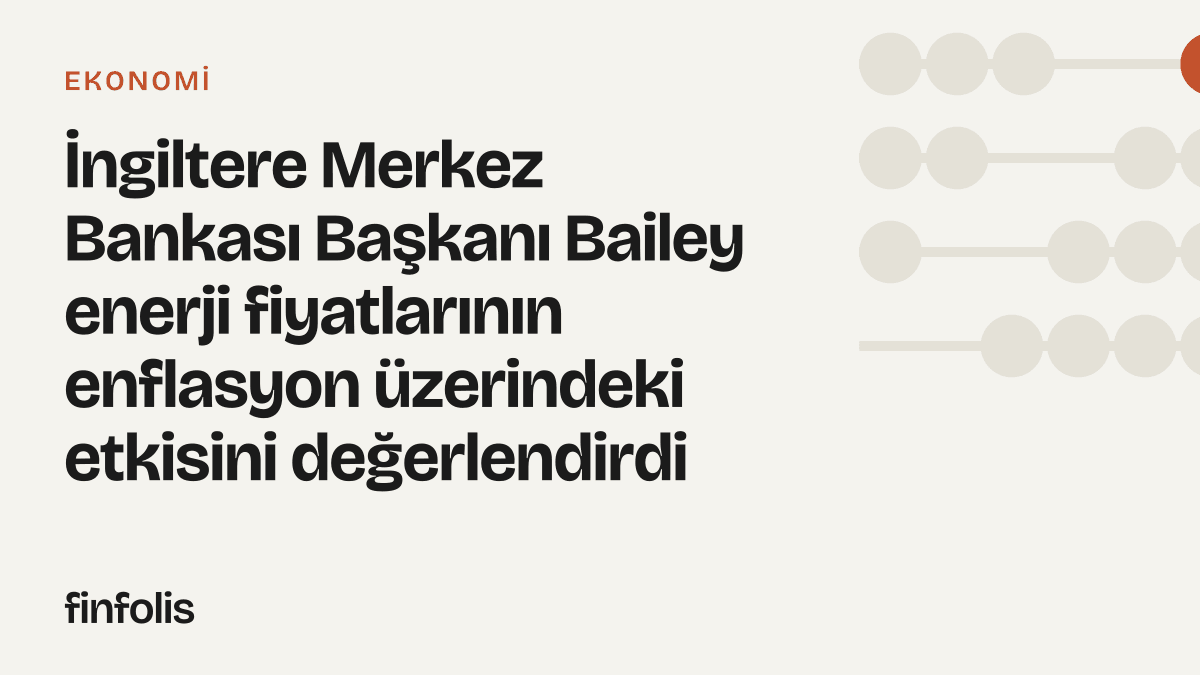 EKONOMİ
İngiltere Merkez
Bankası Başkanı Bailey
enerji fiyatlarının
enflasyon üzerindeki
etkisini değerlendirdi
finfolis